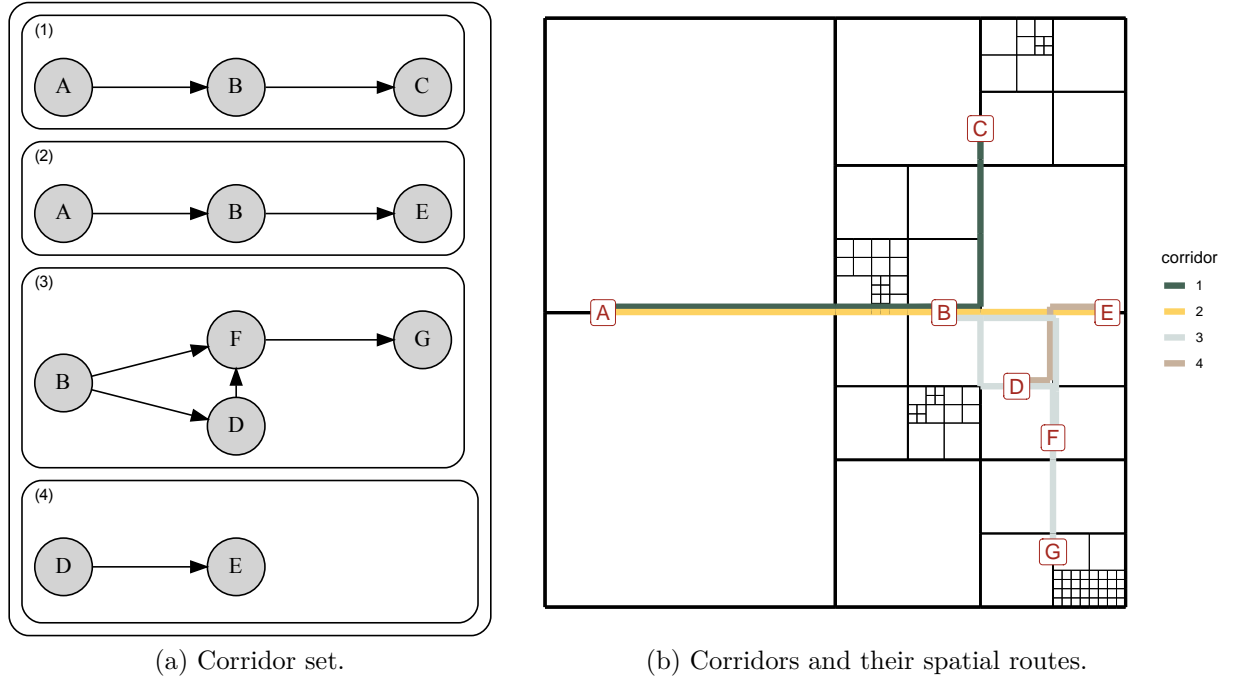 (1)
A B C
(2)
A B E
(3)
F G
B
D
(4)
D E
(a) Corridor set.
C
A B E
D
F
G
corridor
1
2
3
4
(b) Corridors and their spatial routes.